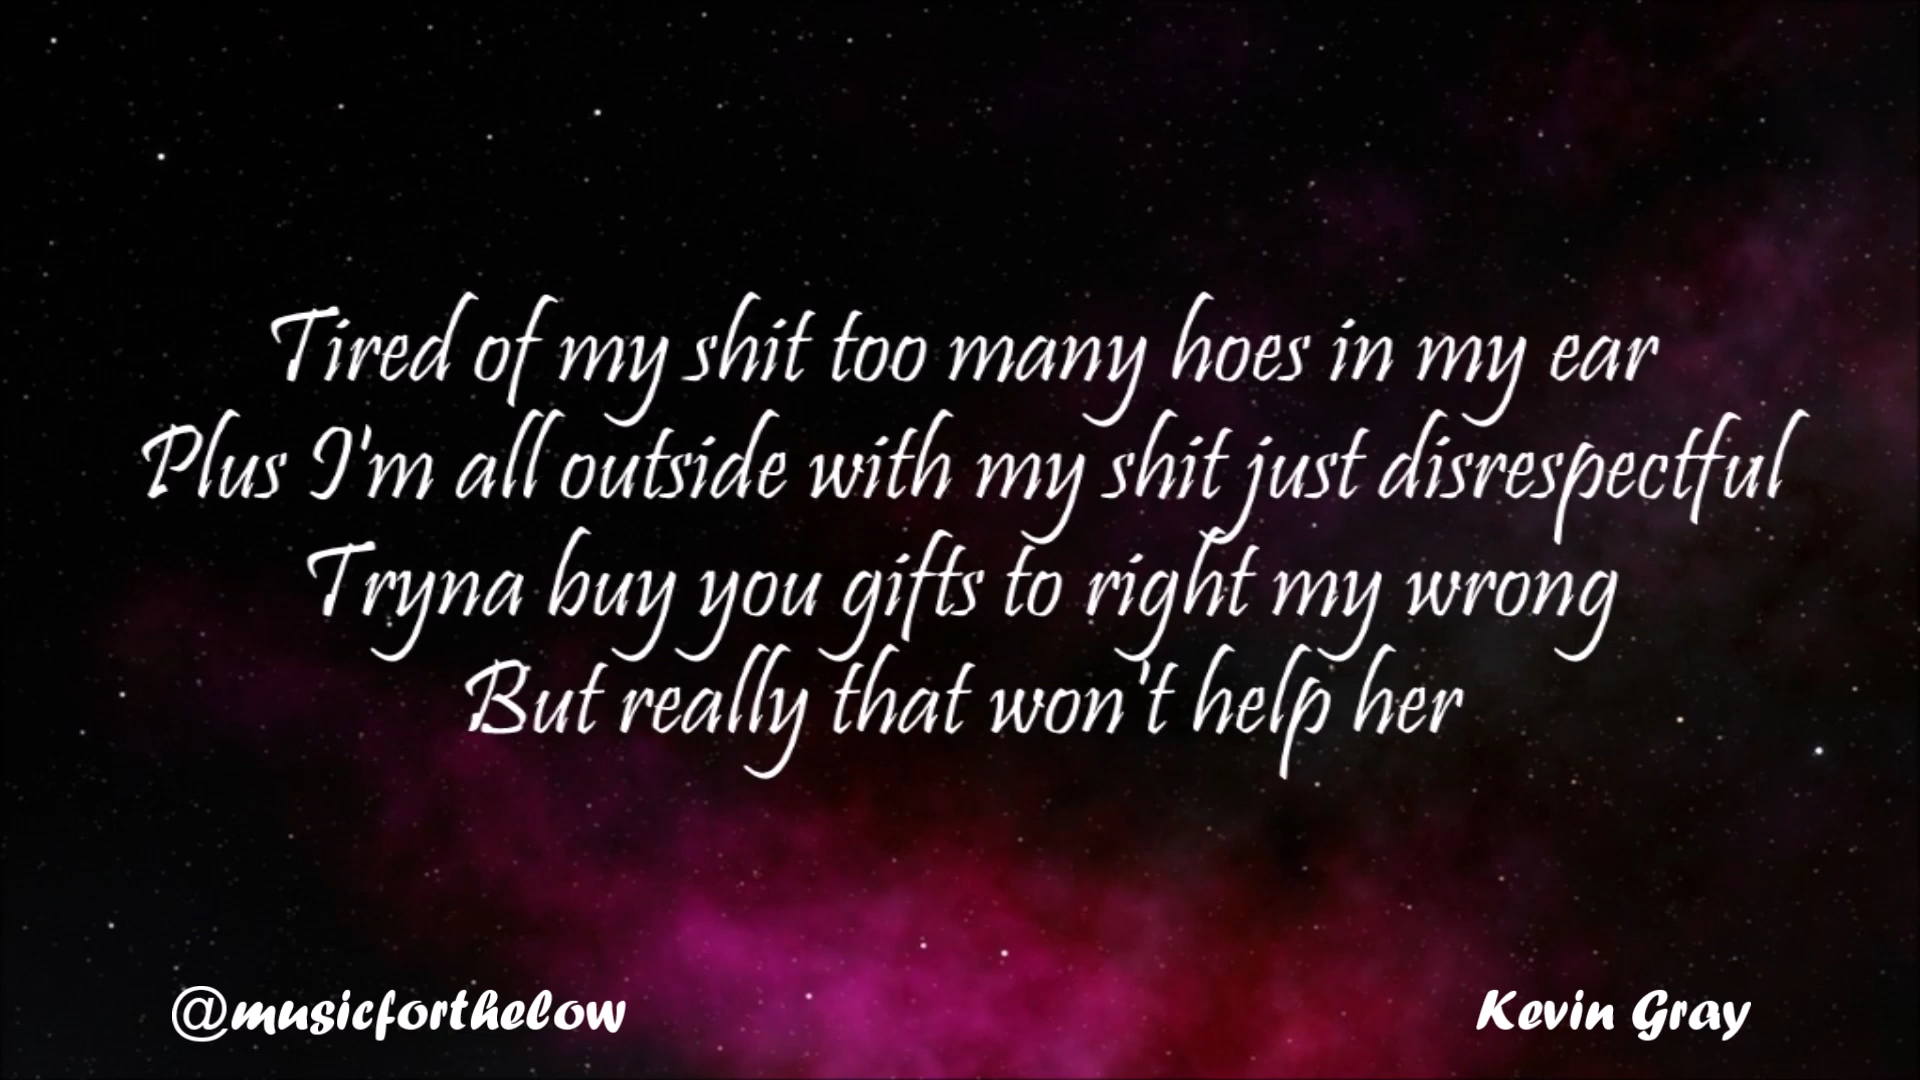 Tired of my shit too many hoes in my ear
Plus I'm all outside with my shit just disrespectful
Tryna buy you gifts to right my wrong
But really that won't help her
@musicforthelow
Kevin Gray